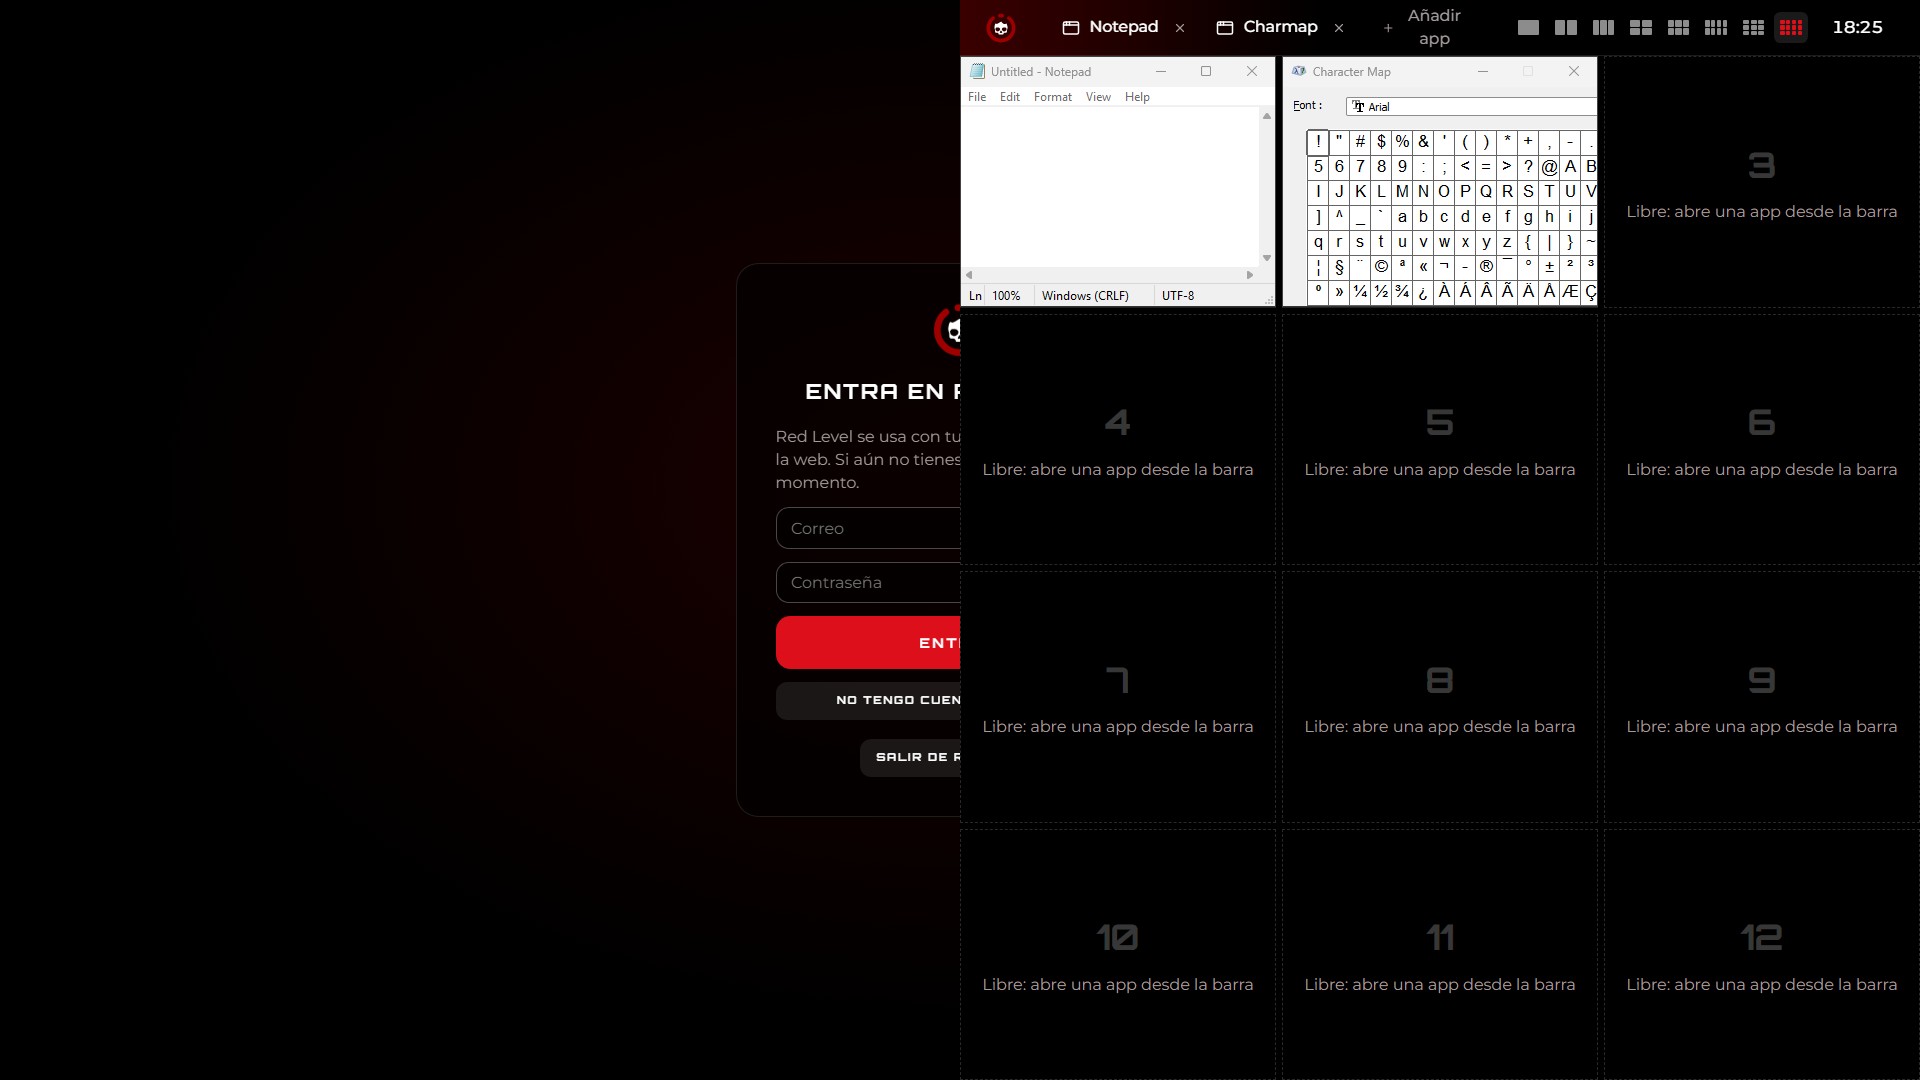 Notepad
Charmap
+ Añadir
app
18:25
Untitled - Notepad
File Edit Format View Help
Ln 100% Windows (CRLF) UTF-8
Character Map
Font :
Arial
! " # $ % & ' ( ) * + , - .
5 6 7 8 9 : ; < = > ? @ A B
I J K L M N O P Q R S T U V
] ^ _ ` a b c d e f g h i j
q r s t u v w x y z { | } ~
¦ § ¨ © ª « ¬ - ® ¯ ° ± ² ³
º » ¼ ½ ¾ ¿ À Á Â Ã Ä Å Æ Ç
3
Libre: abre una app desde la barra
4
Libre: abre una app desde la barra
5
Libre: abre una app desde la barra
6
Libre: abre una app desde la barra
7
Libre: abre una app desde la barra
8
Libre: abre una app desde la barra
9
Libre: abre una app desde la barra
10
Libre: abre una app desde la barra
11
Libre: abre una app desde la barra
12
Libre: abre una app desde la barra
ENTRA EN
Red Level se usa con tu
la web. Si aún no tienes
momento.
Correo
Contraseña
NO TENGO CUEN
SALIR DE